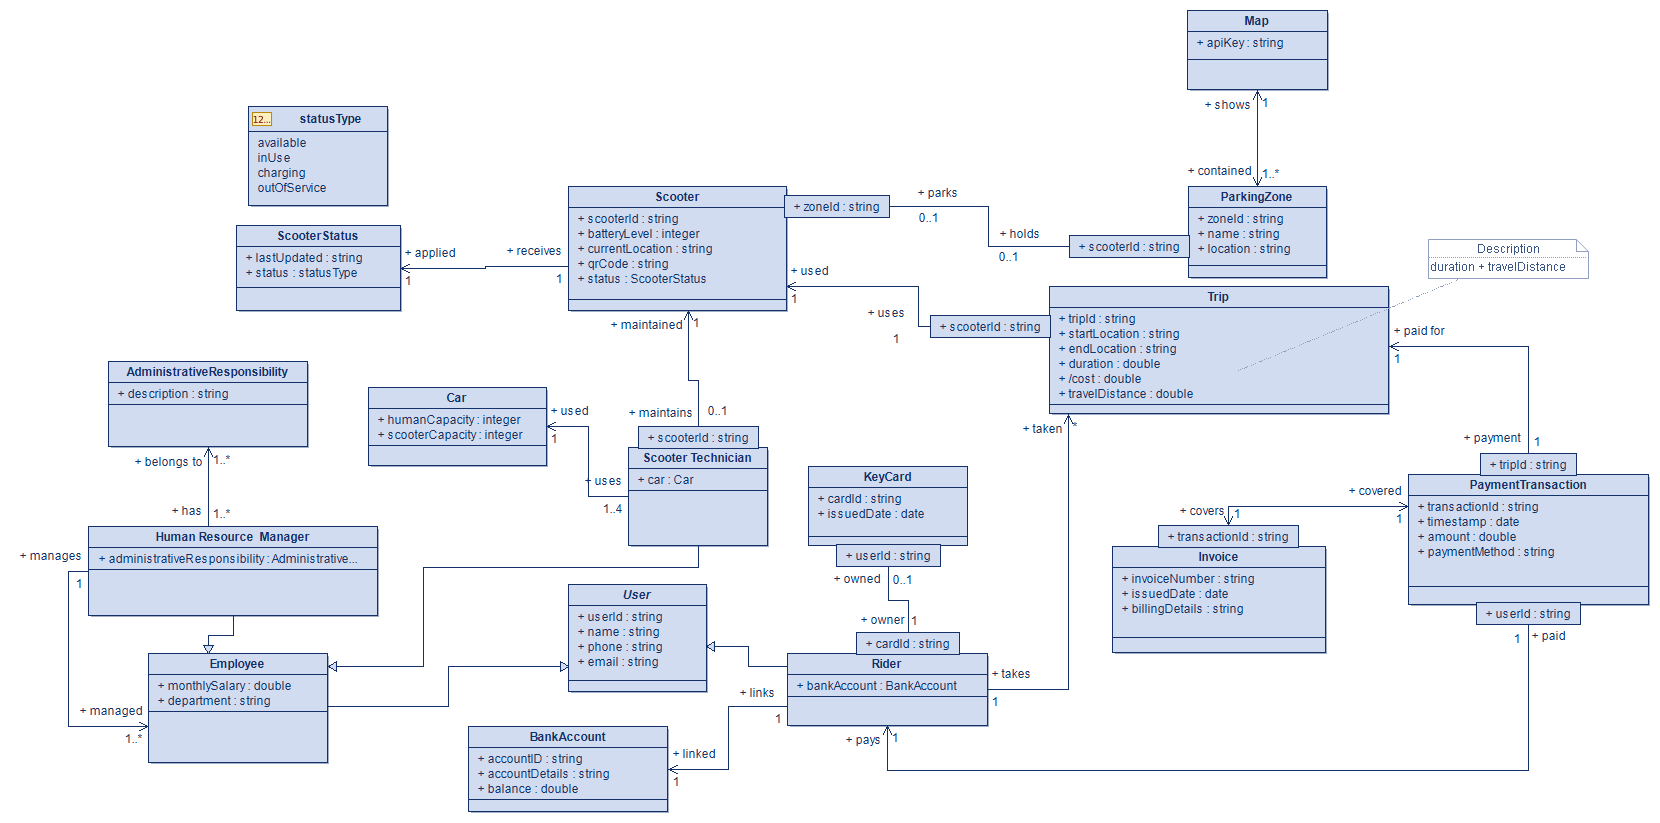 Map
+ apiKey : string
+ shows
1
+ contained
1..*
12...
statusType
available
inUse
charging
outOfService
ScooterStatus
+ lastUpdated : string
+ status : statusType
+ applied
1
+ receives
1
Scooter
+ scooterId : string
+ batteryLevel : integer
+ currentLocation : string
+ qrCode : string
+ status : ScooterStatus
+ zoneId : string
+ parks
0..1
+ holds
0..1
+ scooterId : string
ParkingZone
+ zoneId : string
+ name : string
+ location : string
Description
duration + travelDistance
+ used
1
+ uses
1
+ scooterId : string
Trip
+ tripId : string
+ startLocation : string
+ endLocation : string
+ duration : double
+ /cost : double
+ travelDistance : double
+ paid for
1
+ maintained
1
+ maintains
0..1
+ scooterId : string
Scooter Technician
+ car : Car
AdministrativeResponsibility
+ description : string
+ belongs to
1..*
+ has
1..*
Car
+ humanCapacity : integer
+ scooterCapacity : integer
+ used
1
+ uses
1..4
+ taken
*
+ payment
1
+ tripId : string
PaymentTransaction
+ transactionId : string
+ timestamp : date
+ amount : double
+ paymentMethod : string
+ userId : string
1
+ paid
+ covered
1
+ covers
1
+ transactionId : string
Invoice
+ invoiceNumber : string
+ issuedDate : date
+ billingDetails : string
KeyCard
+ cardId : string
+ issuedDate : date
+ userId : string
+ owned
0..1
+ owner
1
+ cardId : string
Rider
+ bankAccount : BankAccount
+ takes
1
+ pays
1
Human Resource Manager
+ administrativeResponsibility : Administrative...
+ manages
1
+ managed
1..*
Employee
+ monthlySalary : double
+ department : string
User
+ userId : string
+ name : string
+ phone : string
+ email : string
+ links
1
+ linked
1
BankAccount
+ accountID : string
+ accountDetails : string
+ balance : double